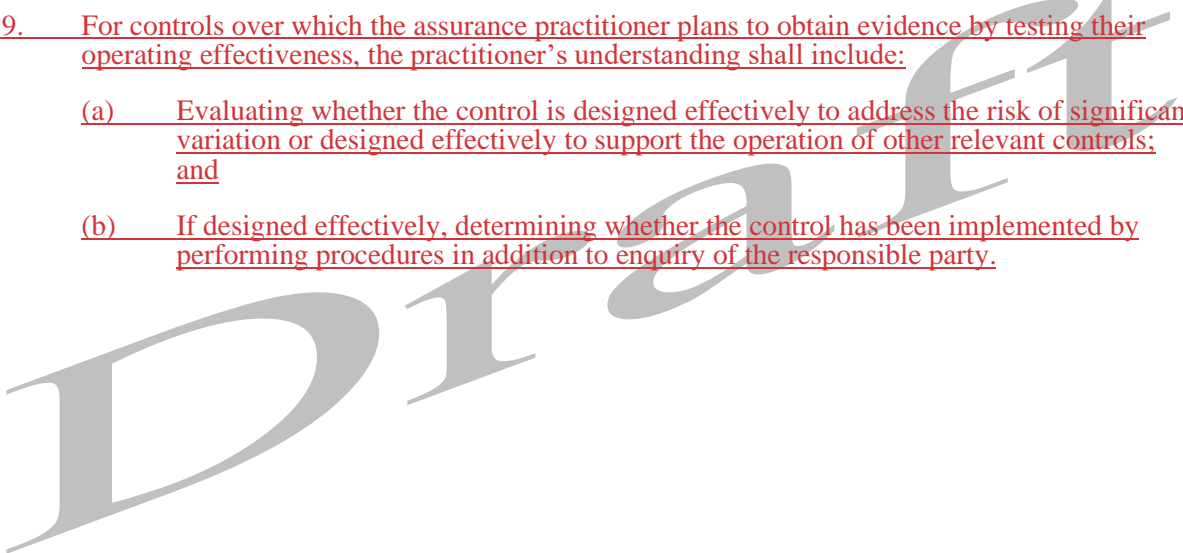 9. For controls over which the assurance practitioner plans to obtain evidence by testing their
operating effectiveness, the practitioner’s understanding shall include:
(a) Evaluating whether the control is designed effectively to address the risk of significan
variation or designed effectively to support the operation of other relevant controls;
and
(b) If designed effectively, determining whether the control has been implemented by
performing procedures in addition to enquiry of the responsible party.
Draft